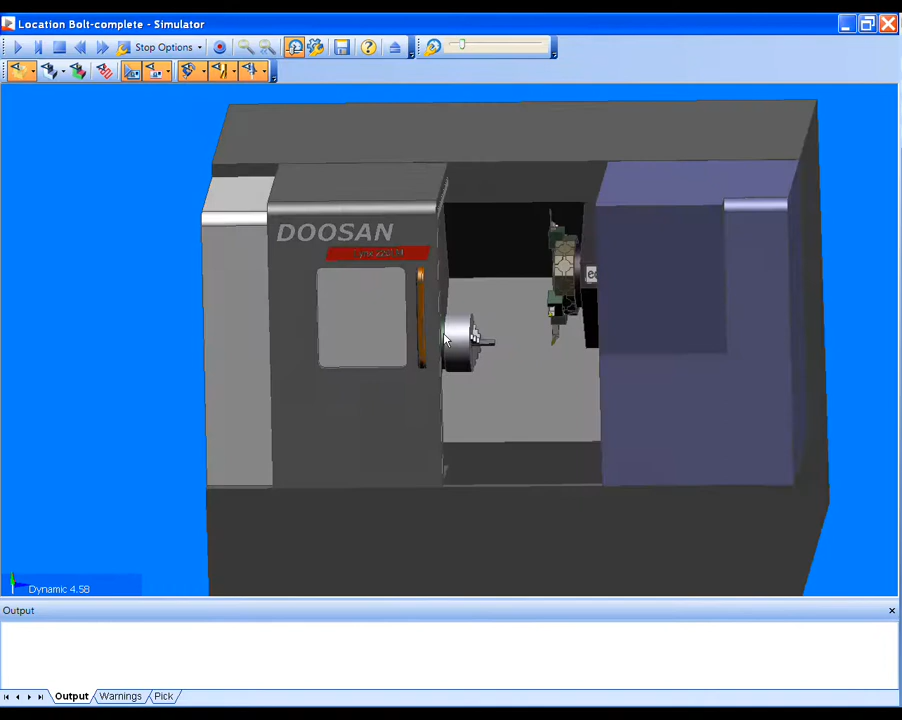 Location Bolt-complete - Simulator
Stop Options
DOOSAN
Dynamic 4.58
Output
Output
Warnings
Pick